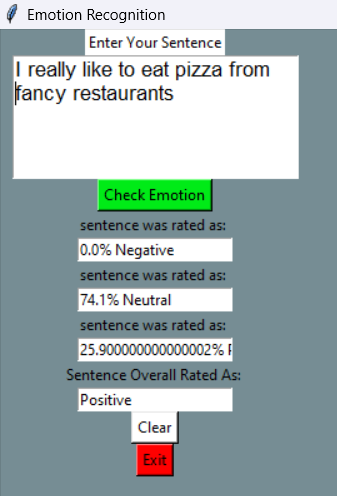 Emotion Recognition
Enter Your Sentence
I really like to eat pizza from
fancy restaurants
Check Emotion
sentence was rated as:
0.0% Negative
sentence was rated as:
74.1% Neutral
sentence was rated as:
25.900000000000002%
Sentence Overall Rated As:
Positive
Clear
Exit